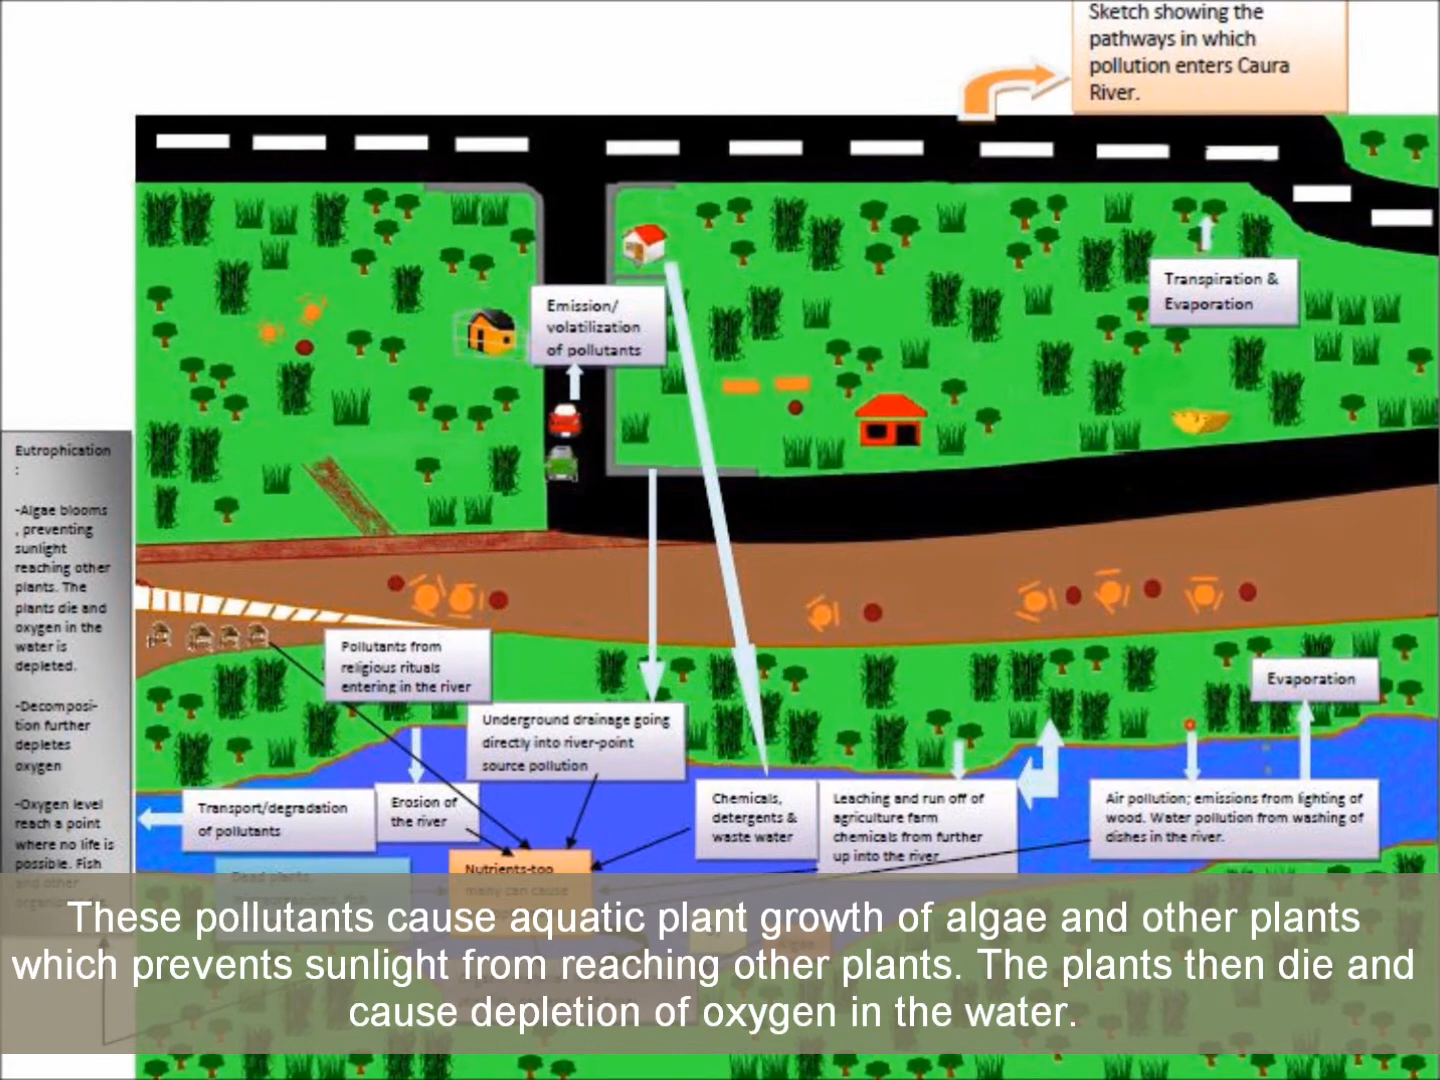 Sketch showing the
pathways in which
pollution enters Caura
River.
Transpiration &
Evaporation
Emission/
volatilization
of pollutants
Eutrophication
:
-Algae blooms
, preventing
sunlight
reaching other
plants. The
plants die and
oxygen in the
water is
depleted.
-Decomposi-
tion further
depletes
oxygen
-Oxygen level
reach a point
where no life is
possible. Fish
and other
Pollutants from
religious rituals
entering in the river
Evaporation
Underground drainage going
directly into river-point
source pollution
Transport/degradation
of pollutants
Erosion of
the river
Chemicals,
detergents &
waste water
Leaching and run off of
agriculture farm
chemicals from further
up into the river
Air pollution; emissions from lighting of
wood. Water pollution from washing of
dishes in the river.
Nutrients-too
many can cause
Dead plants,
These pollutants cause aquatic plant growth of algae and other plants
which prevents sunlight from reaching other plants. The plants then die and
cause depletion of oxygen in the water.